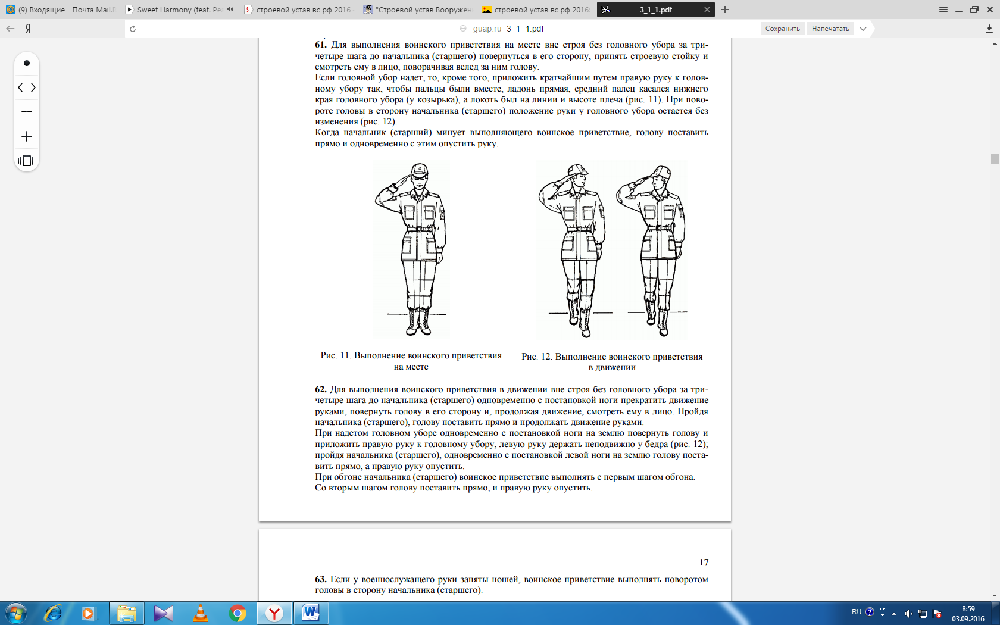 (9) Входящие - Почта Mail.R
Sweet Harmony (feat. Pe
строевой устав вс рф 2016
"Строевой устав Вооружен
строевой устав вс рф 2016:
3_1_1.pdf
guap.ru 3_1_1.pdf
Сохранить
Напечатать
61. Для выполнения воинского приветствия на месте вне строя без головного убора за три-
четыре шага до начальника (старшего) повернуться в его сторону, принять строевую стойку и
смотреть ему в лицо, поворачивая вслед за ним голову.
Если головной убор надет, то, кроме того, приложить кратчайшим путем правую руку к голов-
ному убору так, чтобы пальцы были вместе, ладонь прямая, средний палец касался нижнего
края головного убора (у козырька), а локоть был на линии и высоте плеча (рис. 11). При пово-
роте головы в сторону начальника (старшего) положение руки у головного убора остается без
изменения (рис. 12).
Когда начальник (старший) минует выполняющего воинское приветствие, голову поставить
прямо и одновременно с этим опустить руку.
Рис. 11. Выполнение воинского приветствия
на месте
Рис. 12. Выполнение воинского приветствия
в движении
62. Для выполнения воинского приветствия в движении вне строя без головного убора за три-
четыре шага до начальника (старшего) одновременно с постановкой ноги прекратить движение
руками, повернуть голову в его сторону и, продолжая движение, смотреть ему в лицо. Пройдя
начальника (старшего), голову поставить прямо и продолжать движение руками.
При надетом головном уборе одновременно с постановкой ноги на землю повернуть голову и
приложить правую руку к головному убору, левую руку держать неподвижно у бедра (рис. 12);
пройдя начальника (старшего), одновременно с постановкой левой ноги на землю голову поста-
вить прямо, а правую руку опустить.
При обгоне начальника (старшего) воинское приветствие выполнять с первым шагом обгона.
Со вторым шагом голову поставить прямо, и правую руку опустить.
17
63. Если у военнослужащего руки заняты ношей, воинское приветствие выполнять поворотом
головы в сторону начальника (старшего).
RU
8:59
03.09.2016